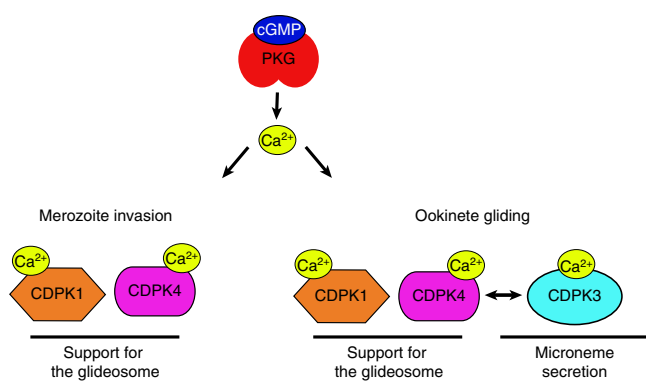 cGMP
PKG
Ca²⁺
Merozoite invasion
Ookinete gliding
Ca²⁺
Ca²⁺
CDPK1
CDPK4
Support for
the glideosome
Ca²⁺
Ca²⁺
Ca²⁺
CDPK1
CDPK4
CDPK3
Support for
the glideosome
Microneme
secretion